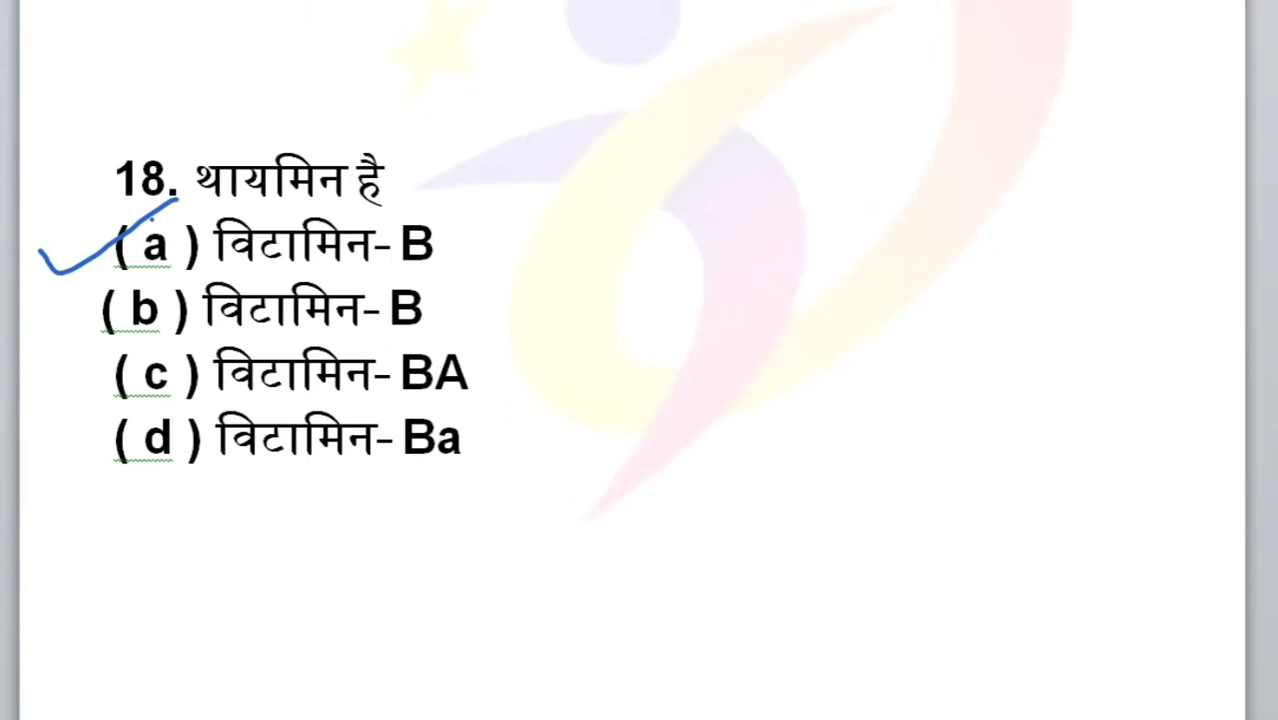 18. थायमिन है
( a ) विटामिन- B
( b ) विटामिन- B
( c ) विटामिन- BA
( d ) विटामिन- Ba